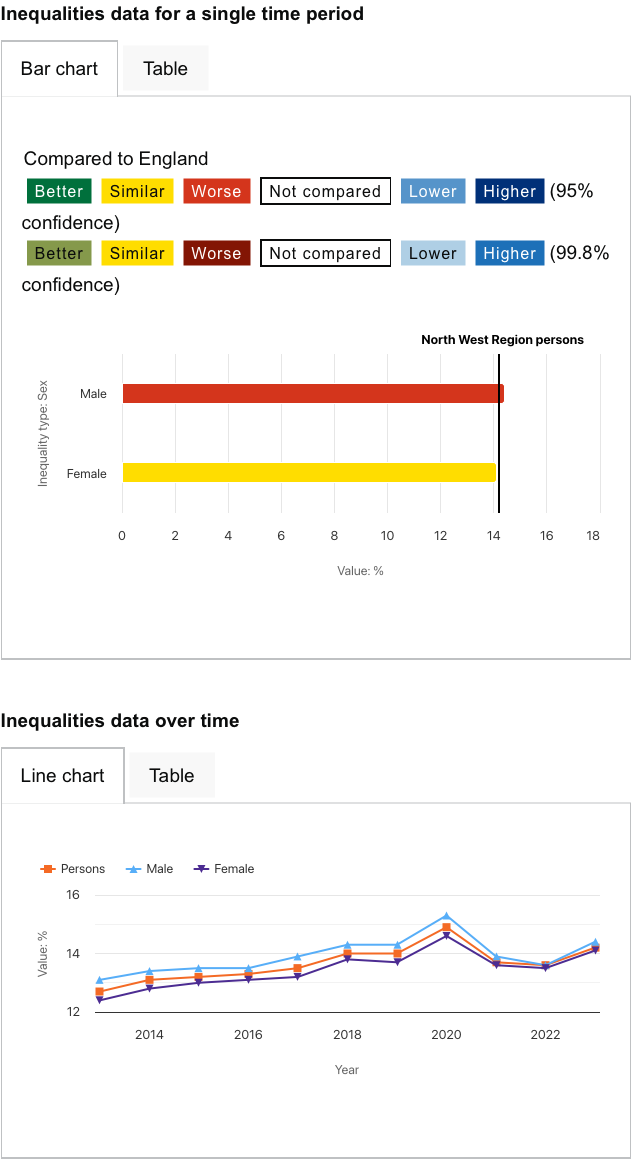 Inequalities data for a single time period
Bar chart Table
Compared to England
Better Similar Worse Not compared Lower Higher (95%
confidence)
Better Similar Worse Not compared Lower Higher (99.8%
confidence)
North West Region persons
Inequality type: Sex
Male
Female
0 2 4 6 8 10 12 14 16 18
Value: %
Inequalities data over time
Line chart Table
Persons Male Female
Value: %
16
14
12
2014 2016 2018 2020 2022
Year